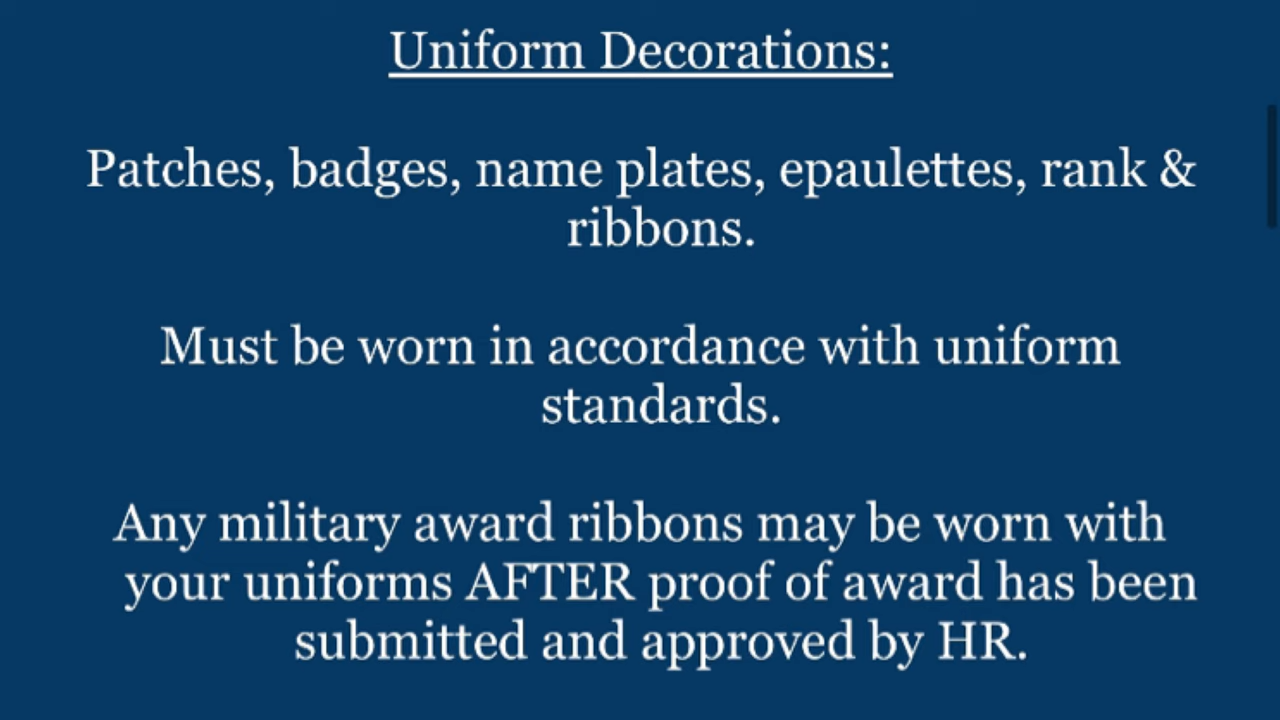 Uniform Decorations:
Patches, badges, name plates, epaulettes, rank &
ribbons.
Must be worn in accordance with uniform
standards.
Any military award ribbons may be worn with
your uniforms AFTER proof of award has been
submitted and approved by HR.